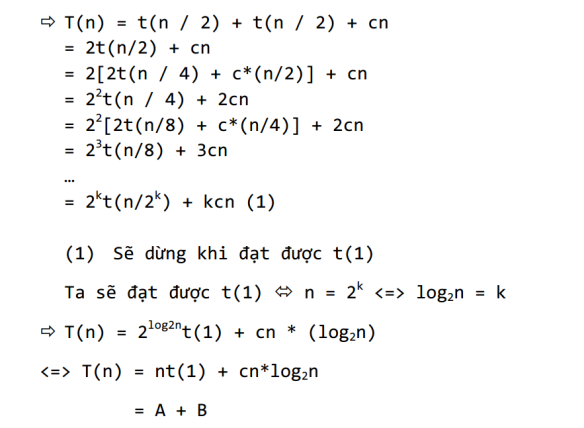 ⇨ T(n) = t(n / 2) + t(n / 2) + cn
= 2t(n/2) + cn
= 2[2t(n / 4) + c*(n/2)] + cn
= 2²t(n / 4) + 2cn
= 2²[2t(n/8) + c*(n/4)] + 2cn
= 2³t(n/8) + 3cn
…
= 2ᵏt(n/2ᵏ) + kcn (1)
(1) Sẽ dừng khi đạt được t(1)
Ta sẽ đạt được t(1) ⇔ n = 2ᵏ <=> log₂n = k
⇨ T(n) = 2ˡᵒᵍ²ⁿt(1) + cn * (log₂n)
<=> T(n) = nt(1) + cn*log₂n
= A + B